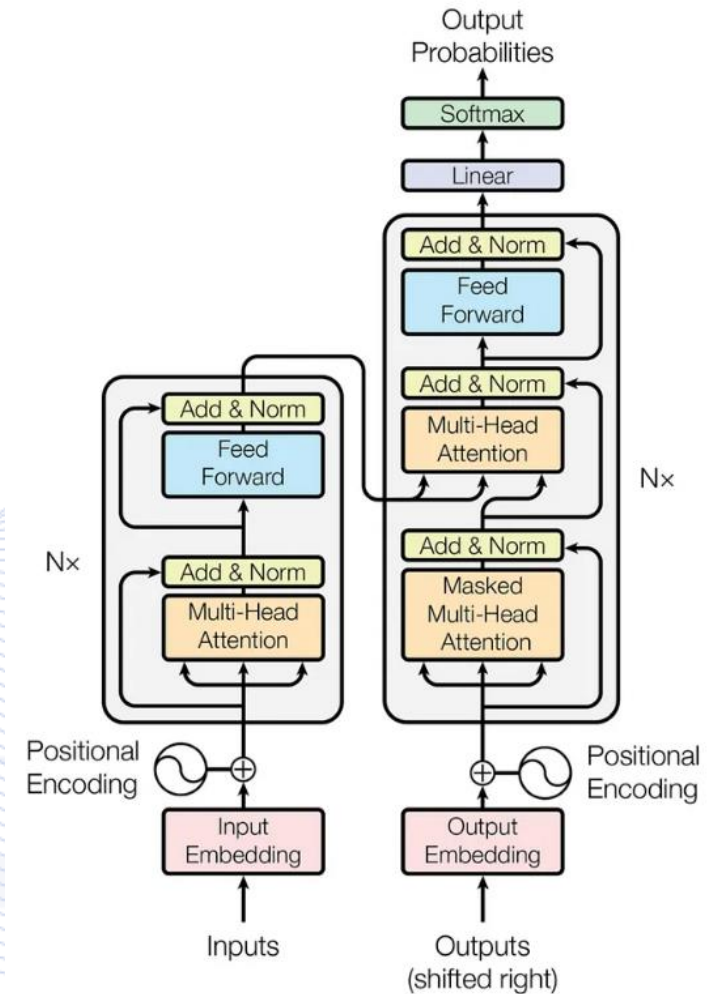 Output
Probabilities
Softmax
Linear
Add & Norm
Feed
Forward
Add & Norm
Multi-Head
Attention
Add & Norm
Masked
Multi-Head
Attention
Nx
Add & Norm
Feed
Forward
Add & Norm
Multi-Head
Attention
Nx
Positional
Encoding
Positional
Encoding
Input
Embedding
Output
Embedding
Inputs
Outputs
(shifted right)